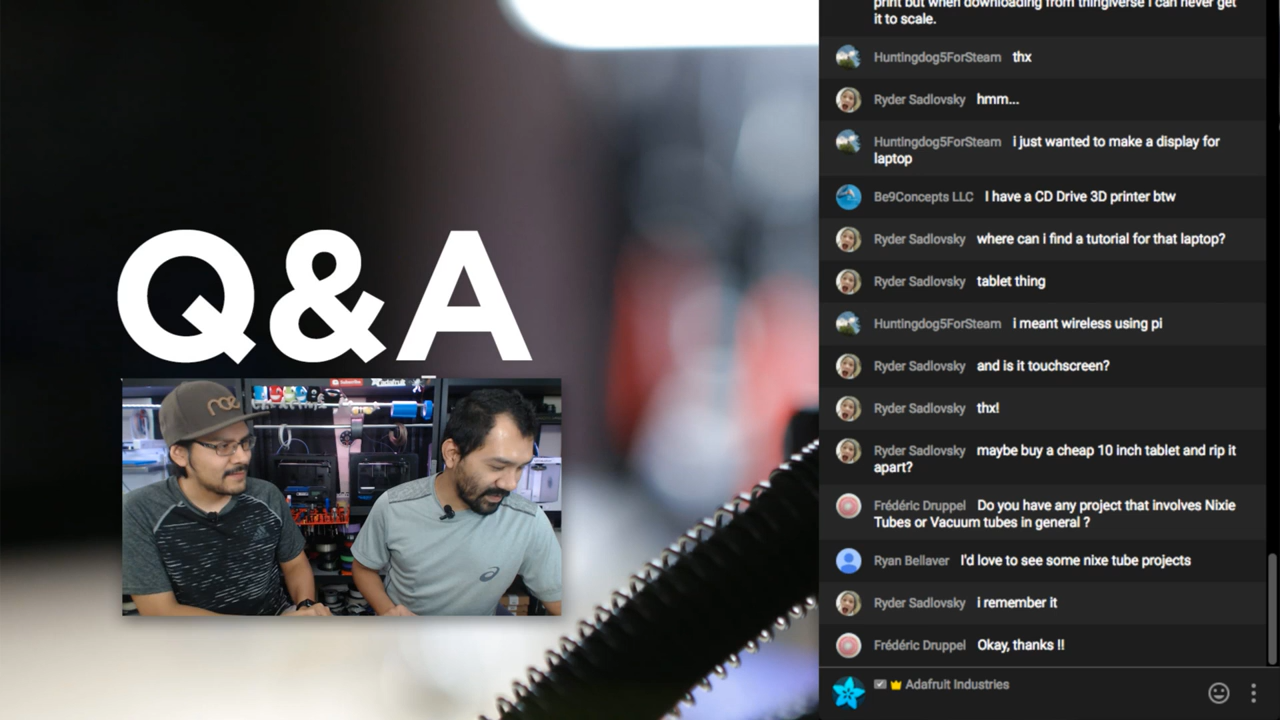 Q&A
Subscribe
Adafruit
print but when downloading from thingiverse I can never get
it to scale.
Huntingdog5ForSteam thx
Ryder Sadlovsky hmm...
Huntingdog5ForSteam i just wanted to make a display for
laptop
Be9Concepts LLC I have a CD Drive 3D printer btw
Ryder Sadlovsky where can i find a tutorial for that laptop?
Ryder Sadlovsky tablet thing
Huntingdog5ForSteam i meant wireless using pi
Ryder Sadlovsky and is it touchscreen?
Ryder Sadlovsky thx!
Ryder Sadlovsky maybe buy a cheap 10 inch tablet and rip it
apart?
Frédéric Druppel Do you have any project that involves Nixie
Tubes or Vacuum tubes in general ?
Ryan Bellaver I'd love to see some nixe tube projects
Ryder Sadlovsky i remember it
Frédéric Druppel Okay, thanks !!
Adafruit Industries